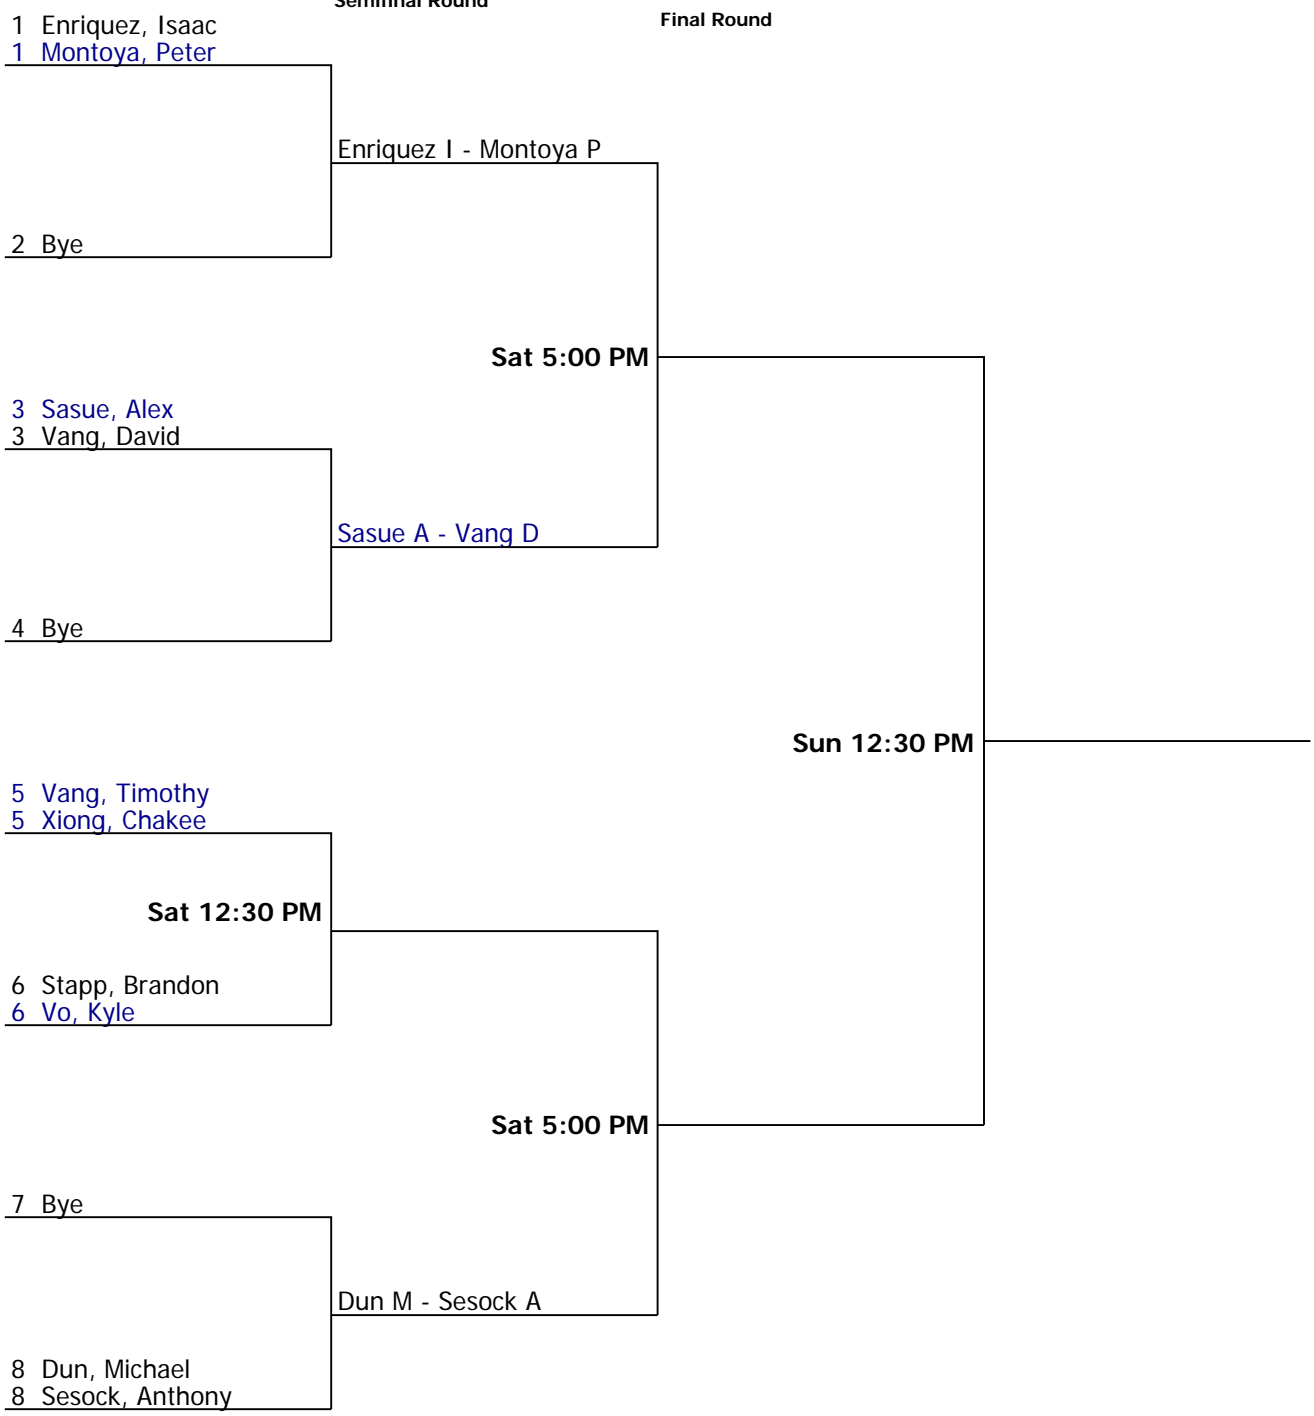 Semifinal Round
Final Round
1 Enriquez, Isaac
1 Montoya, Peter
Enriquez I - Montoya P
2 Bye
Sat 5:00 PM
3 Sasue, Alex
3 Vang, David
Sasue A - Vang D
4 Bye
Sun 12:30 PM
5 Vang, Timothy
5 Xiong, Chakee
Sat 12:30 PM
6 Stapp, Brandon
6 Vo, Kyle
Sat 5:00 PM
7 Bye
Dun M - Sesock A
8 Dun, Michael
8 Sesock, Anthony